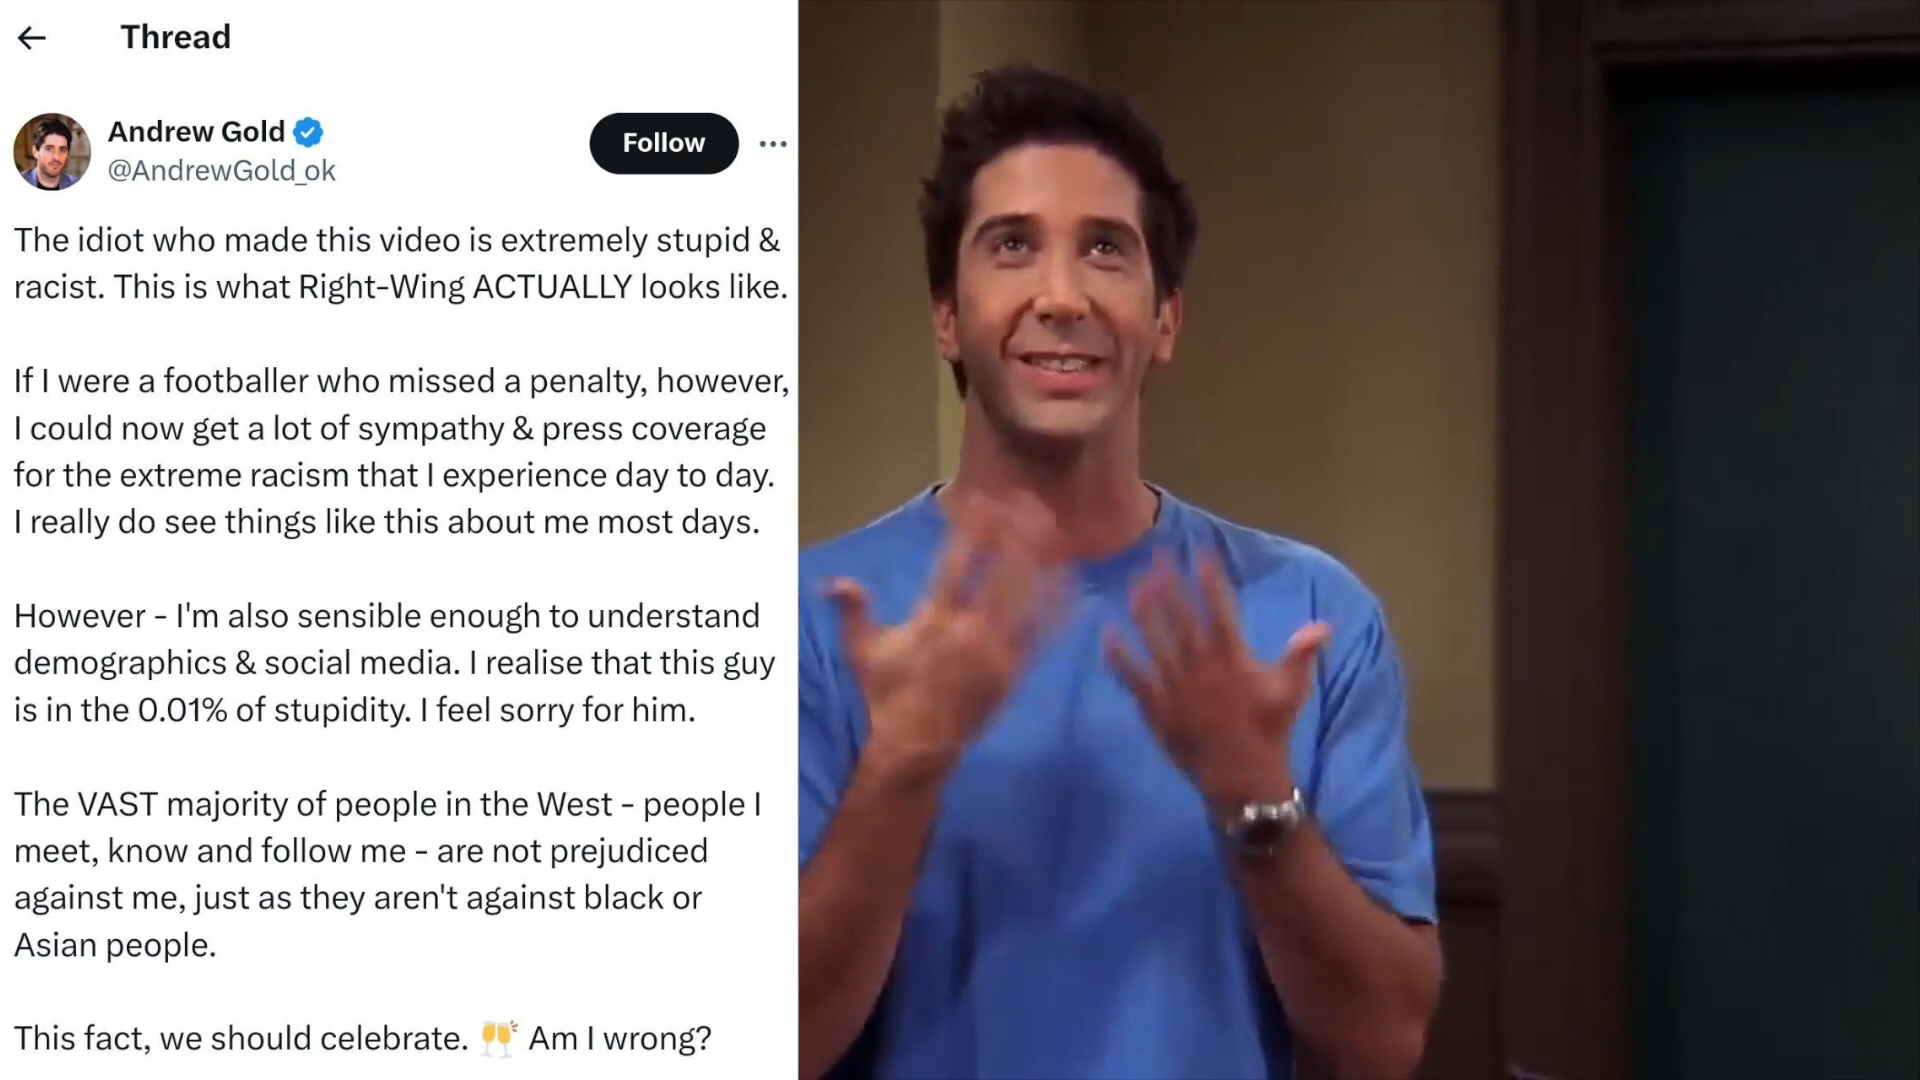 Thread
Andrew Gold
@AndrewGold_ok
Follow
The idiot who made this video is extremely stupid &
racist. This is what Right-Wing ACTUALLY looks like.
If I were a footballer who missed a penalty, however,
I could now get a lot of sympathy & press coverage
for the extreme racism that I experience day to day.
I really do see things like this about me most days.
However - I'm also sensible enough to understand
demographics & social media. I realise that this guy
is in the 0.01% of stupidity. I feel sorry for him.
The VAST majority of people in the West - people I
meet, know and follow me - are not prejudiced
against me, just as they aren't against black or
Asian people.
This fact, we should celebrate. 🥂 Am I wrong?